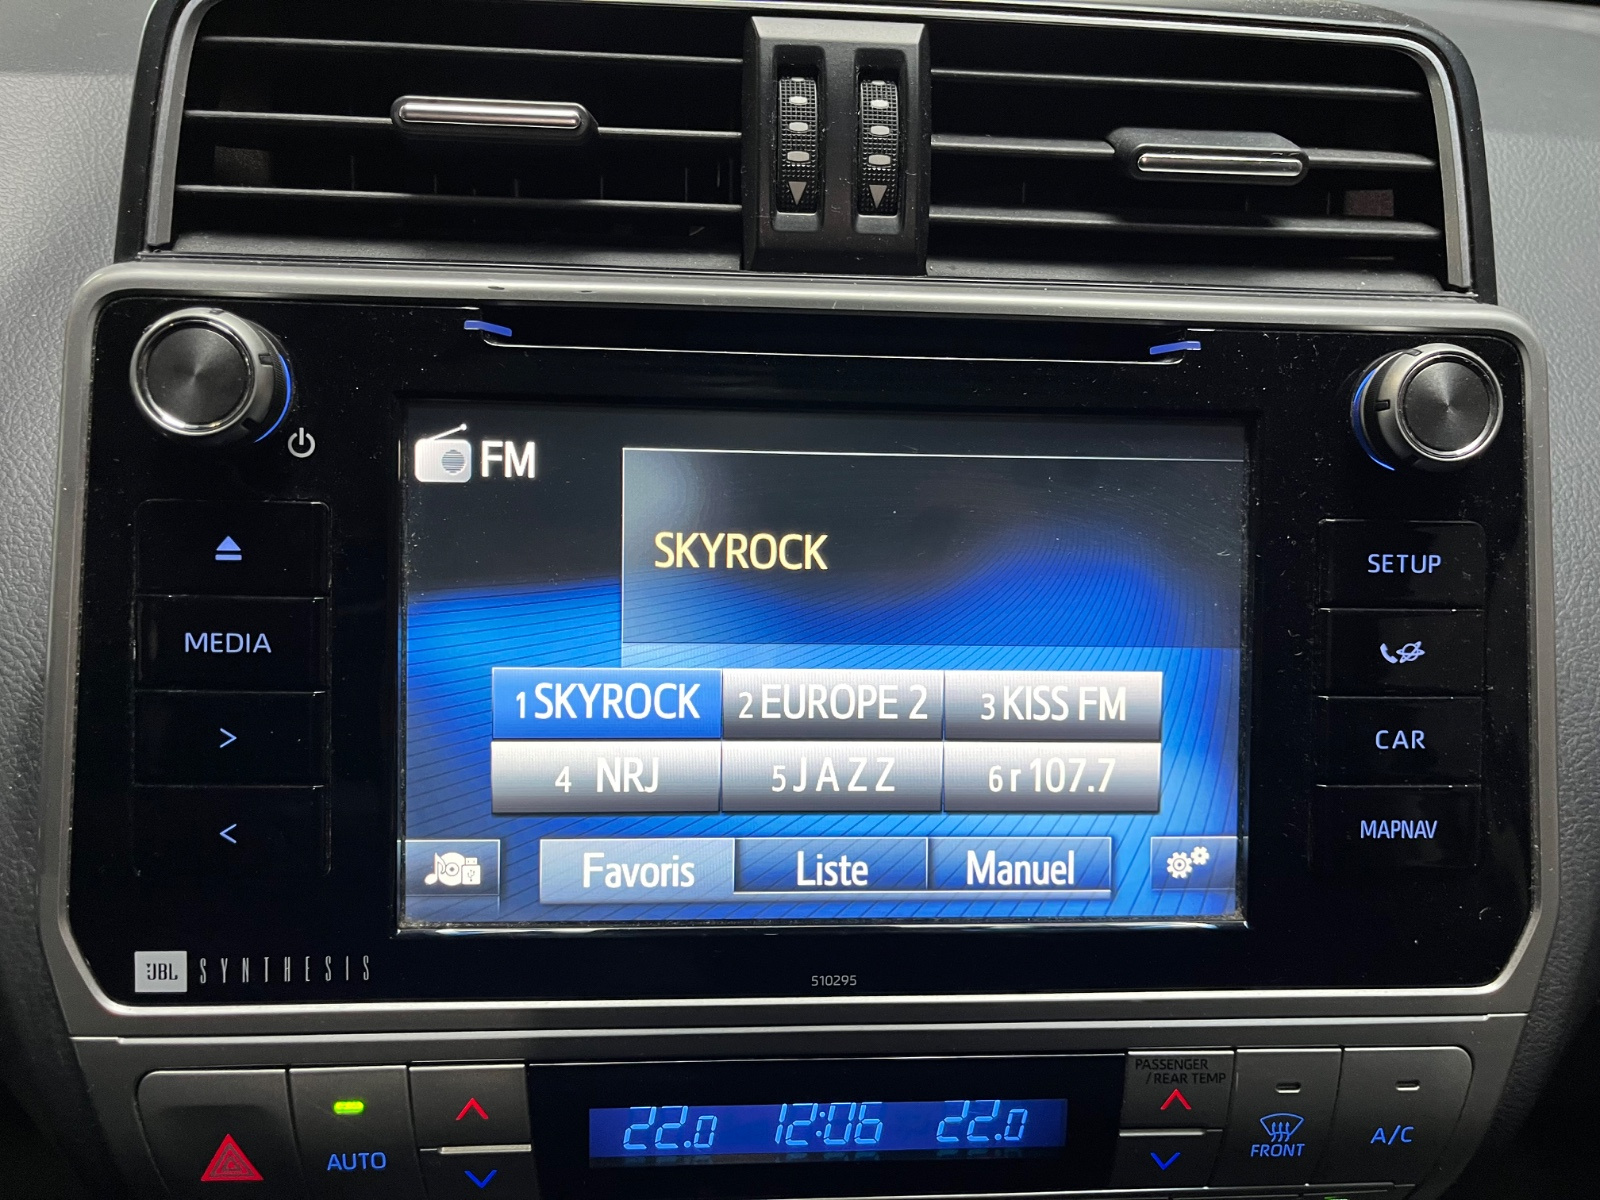 FM
SKYROCK
1 SKYROCK 2 EUROPE 2 3 KISS FM
4 NRJ 5 J A Z Z 6 r 107.7
Favoris Liste Manuel
MEDIA
>
<
SETUP
CAR
MAPNAV
JBL SYNTHESIS
510295
PASSENGER
/REAR TEMP
22.0 12:06 22.0
AUTO
FRONT
A/C